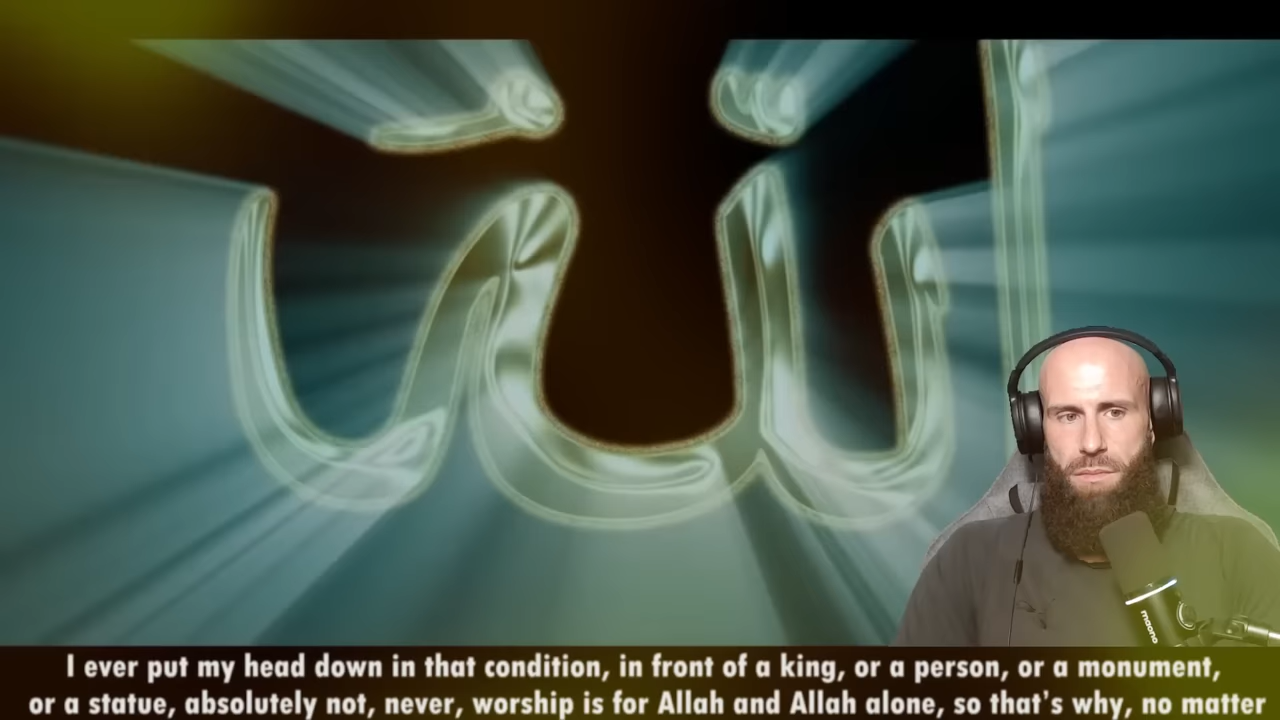 maono
I ever put my head down in that condition, in front of a king, or a person, or a monument,
or a statue, absolutely not, never, worship is for Allah and Allah alone, so that's why, no matter